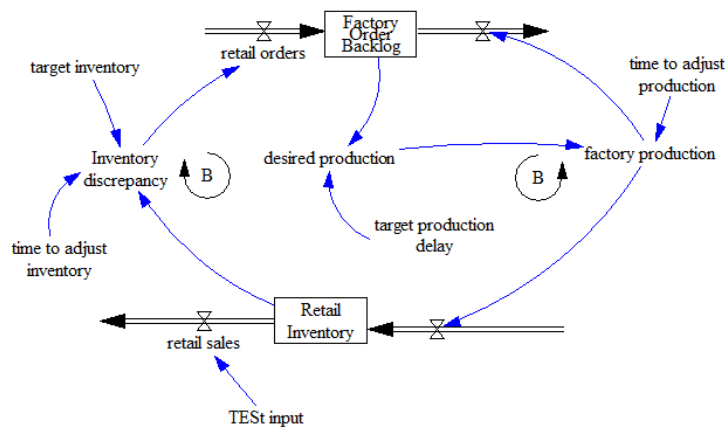 Factory
Order
Backlog
retail orders
target inventory
time to adjust
production
Inventory
discrepancy
B
desired production
B
factory production
target production
delay
time to adjust
inventory
Retail
Inventory
retail sales
TESt input